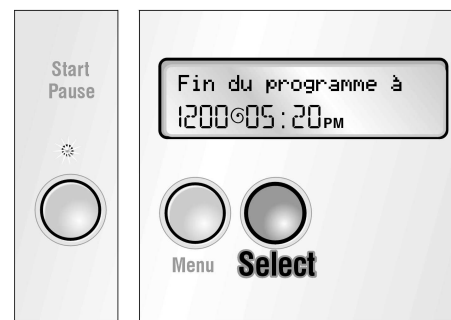 Start
Pause
Fin du programme à
1200 05:20PM
Menu
Select